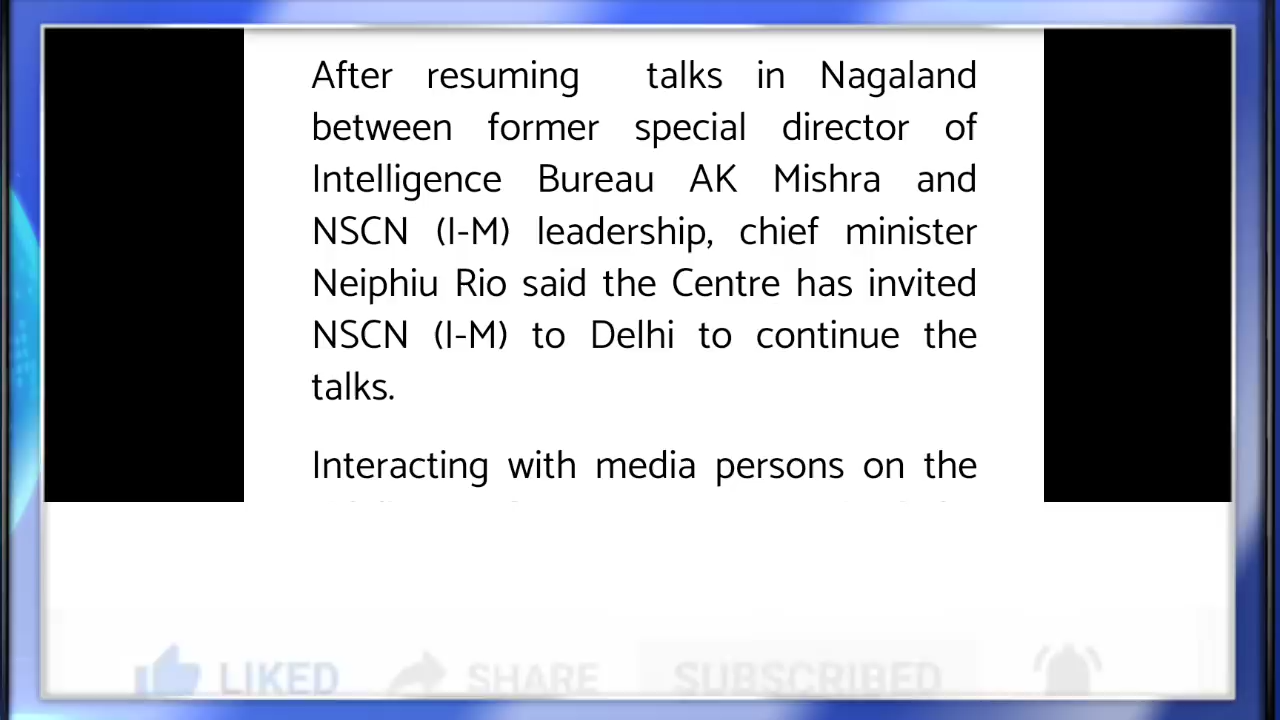 After resuming talks in Nagaland
between former special director of
Intelligence Bureau AK Mishra and
NSCN (I-M) leadership, chief minister
Neiphiu Rio said the Centre has invited
NSCN (I-M) to Delhi to continue the
talks.
Interacting with media persons on the
LIKED SHARE SUBSCRIBED